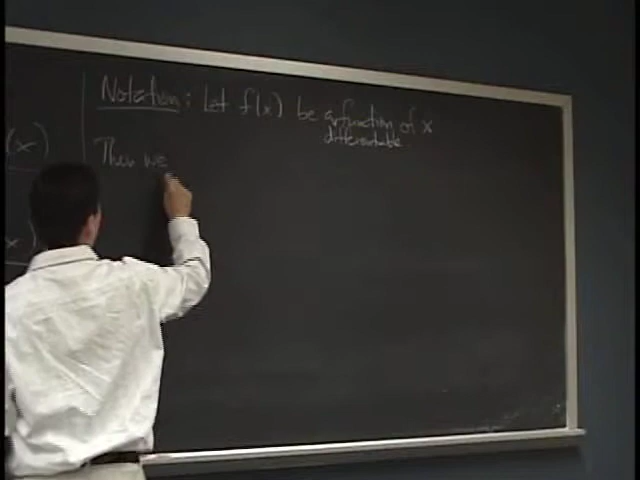 Notation: Let f(x) be a function of x
differentiable
Then we
(x)
x)